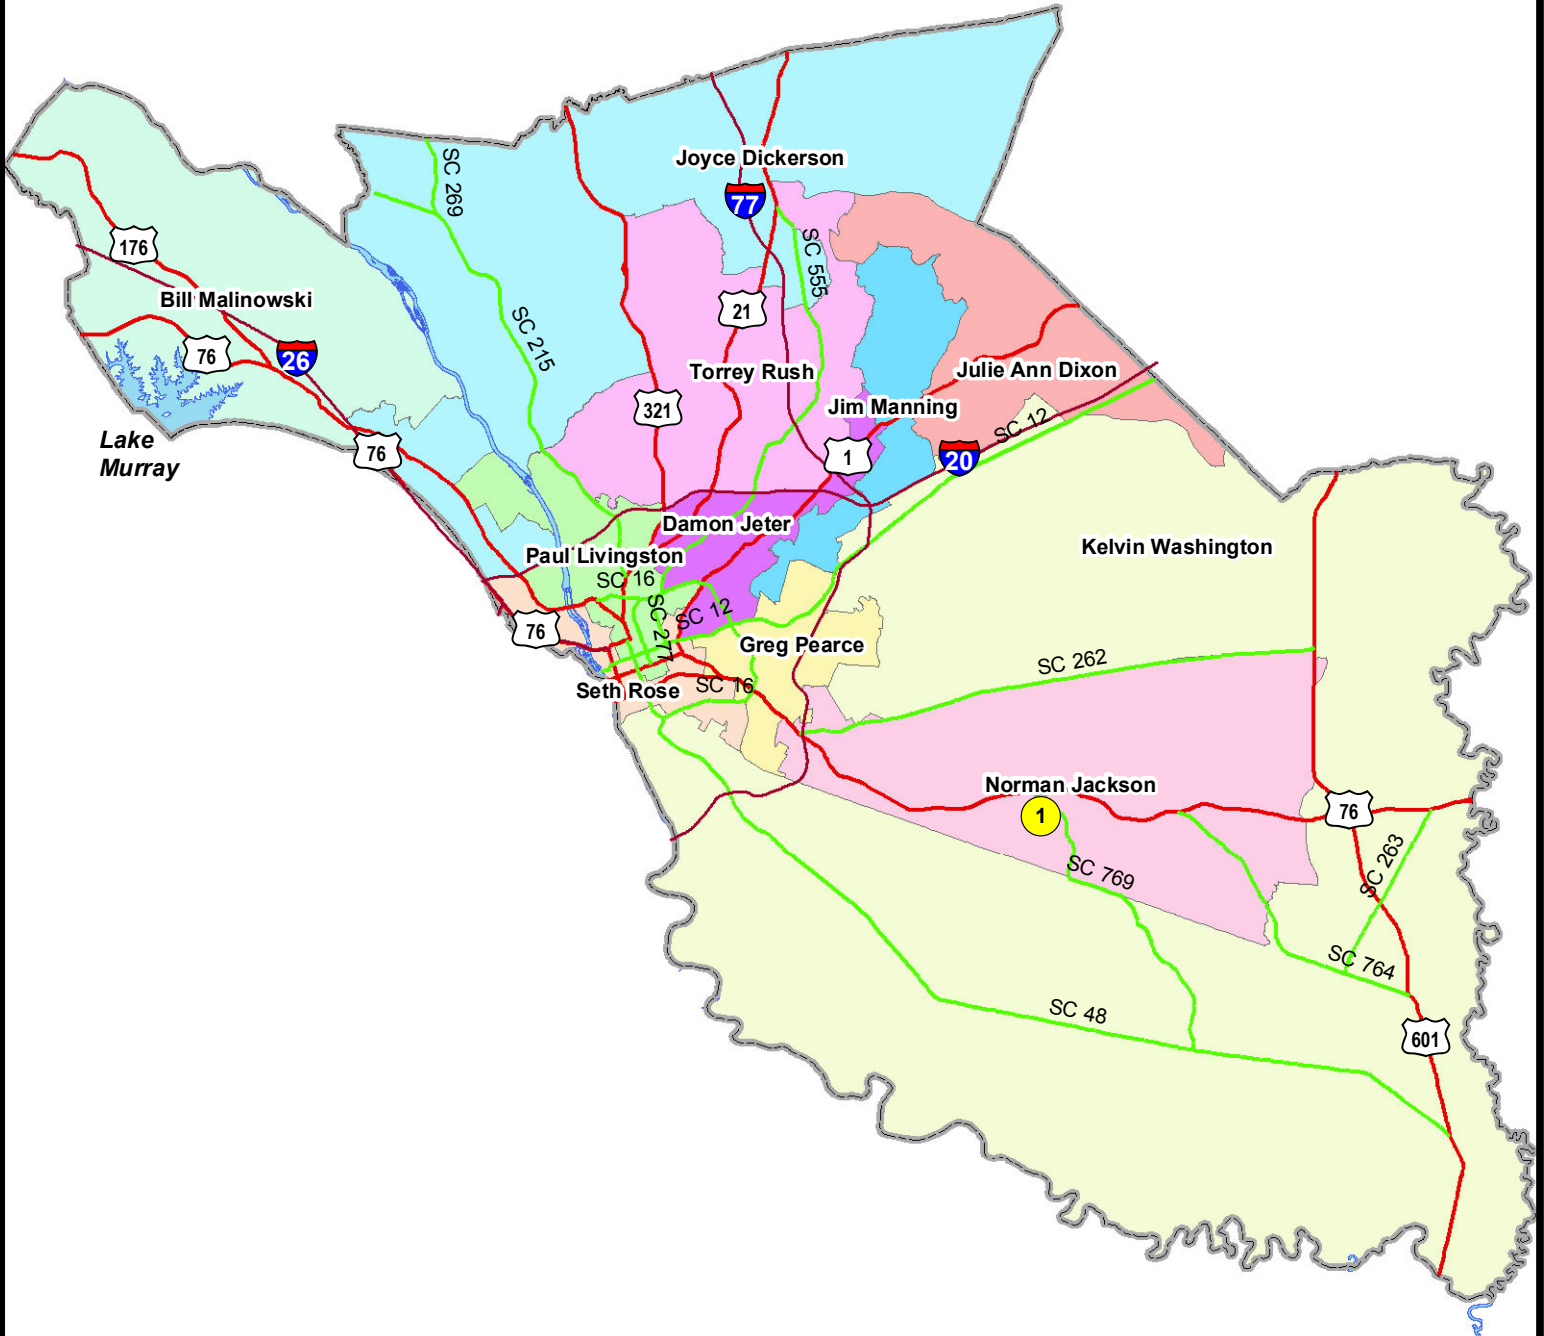 Joyce Dickerson
SC 269
77
176
SC 555
Bill Malinowski
21
SC 215
76
26
Torrey Rush
Julie Ann Dixon
321
Jim Manning
Lake
Murray
76
1
20
SC 12
Damon Jeter
Kelvin Washington
Paul Livingston
SC 16
SC 277
SC 12
76
Greg Pearce
SC 262
Seth Rose
SC 16
Norman Jackson
1
76
SC 263
SC 769
SC 764
SC 48
601